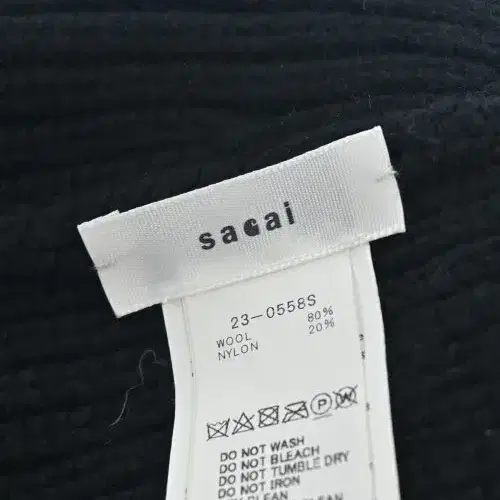 sacai
23-0558S
WOOL 80%
NYLON 20%
P W
DO NOT WASH
DO NOT BLEACH
DO NOT TUMBLE DRY
DO NOT IRON
CLEAN